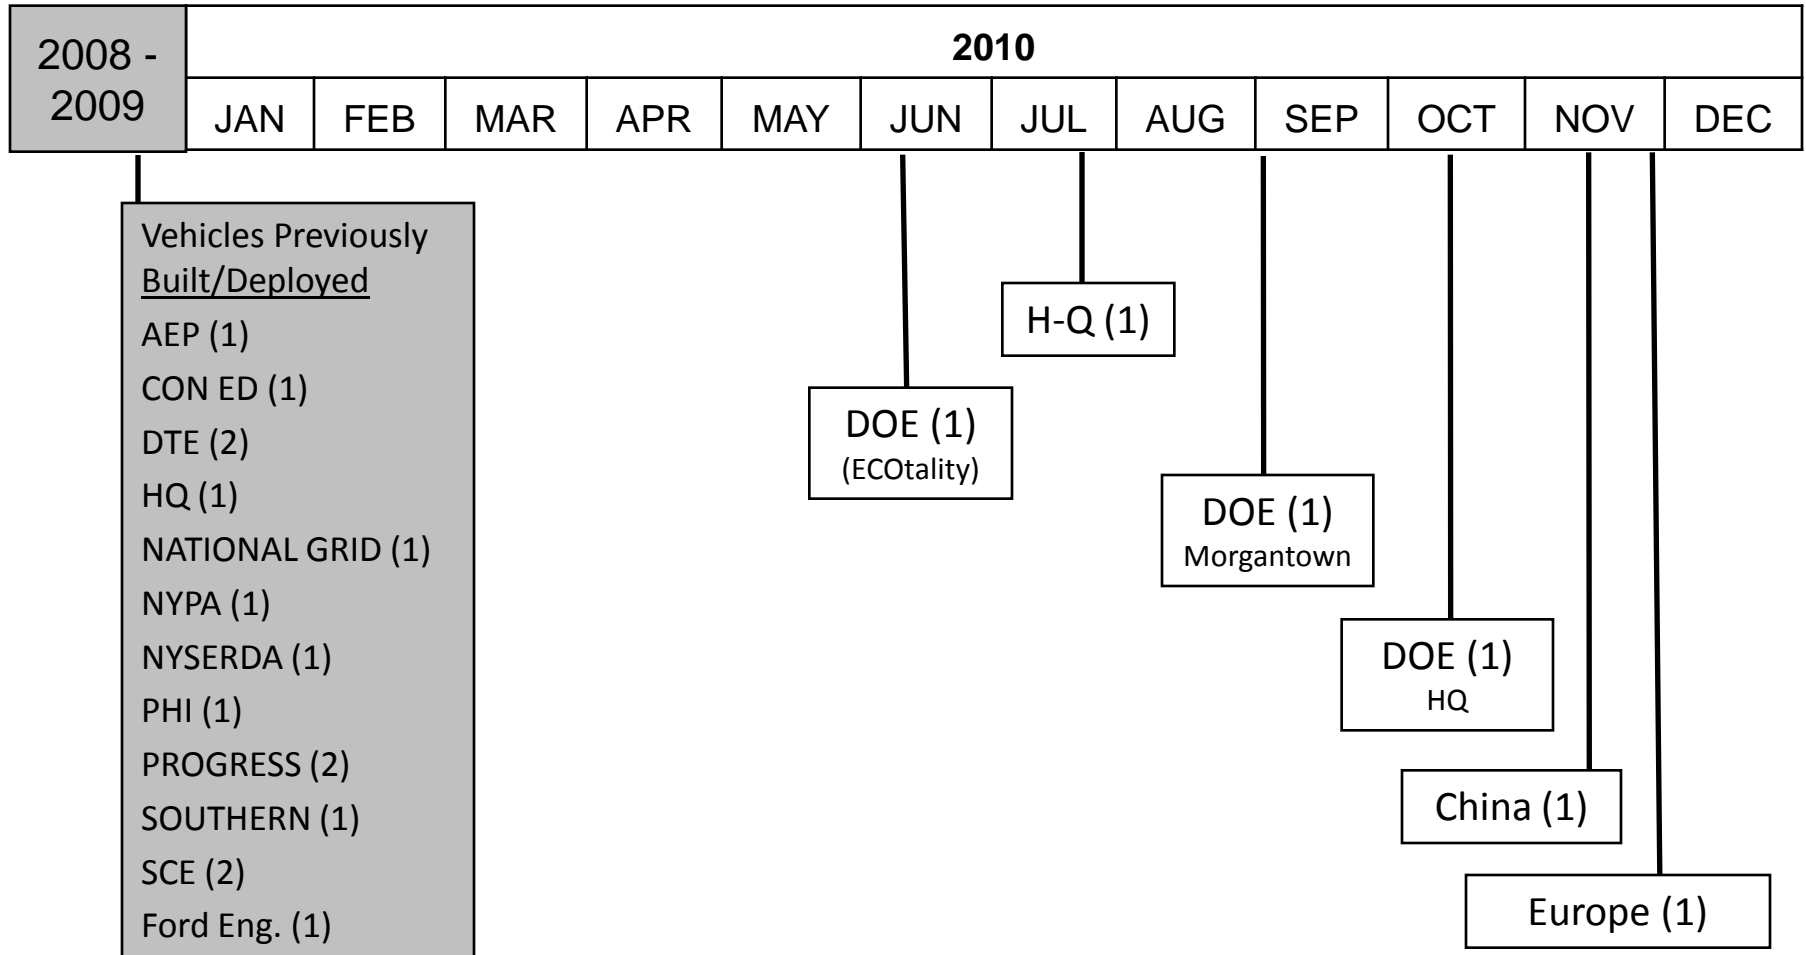 2008 -
2009
2010
JAN FEB MAR APR MAY JUN JUL AUG SEP OCT NOV DEC
Vehicles Previously
Built/Deployed
AEP (1)
CON ED (1)
DTE (2)
HQ (1)
NATIONAL GRID (1)
NYPA (1)
NYSERDA (1)
PHI (1)
PROGRESS (2)
SOUTHERN (1)
SCE (2)
Ford Eng. (1)
DOE (1)
(ECOtality)
H-Q (1)
DOE (1)
Morgantown
DOE (1)
HQ
China (1)
Europe (1)